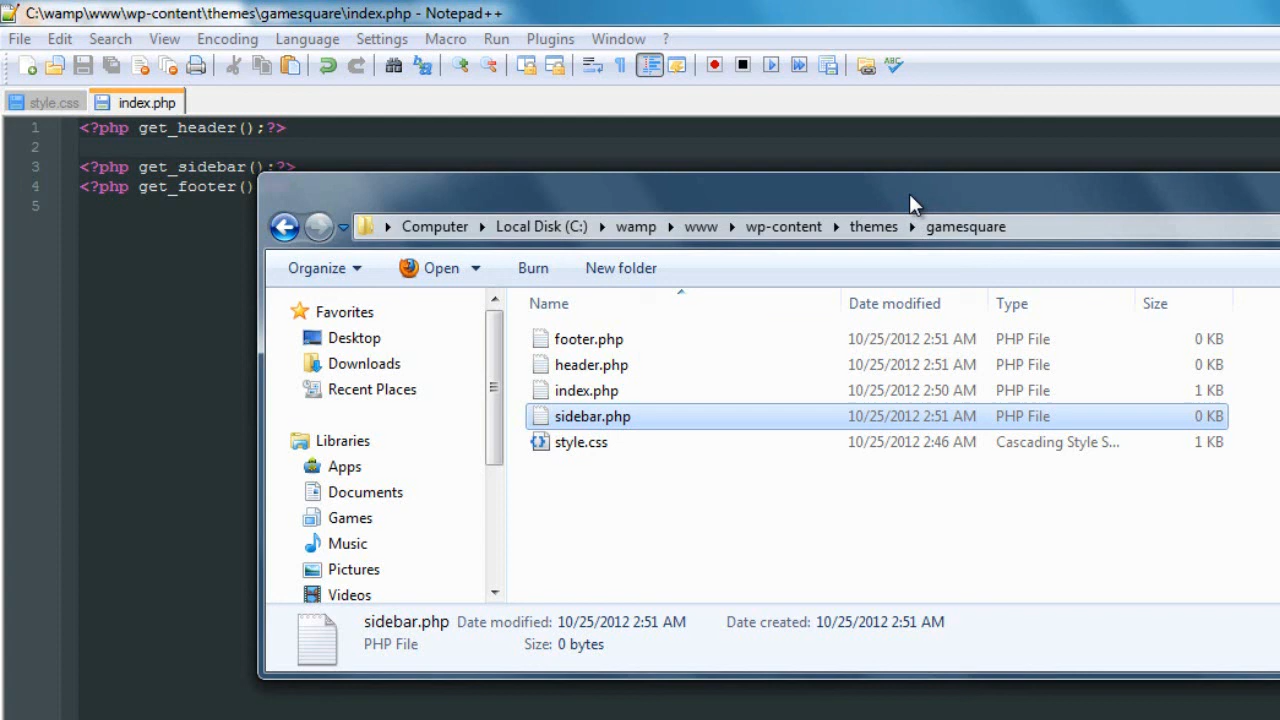 C:\wamp\www\wp-content\themes\gamesquare\index.php - Notepad++
File Edit Search View Encoding Language Settings Macro Run Plugins Window ?
ABC
style.css index.php
1 <?php get_header();?>
2
3 <?php get_sidebar();?>
4 <?php get_footer()
5
Computer Local Disk (C:) wamp www wp-content themes gamesquare
Organize Open Burn New folder
Name Date modified Type Size
Favorites
Desktop
Downloads
Recent Places
Libraries
Apps
Documents
Games
Music
Pictures
Videos
footer.php 10/25/2012 2:51 AM PHP File 0 KB
header.php 10/25/2012 2:51 AM PHP File 0 KB
index.php 10/25/2012 2:50 AM PHP File 1 KB
sidebar.php 10/25/2012 2:51 AM PHP File 0 KB
style.css 10/25/2012 2:46 AM Cascading Style S... 1 KB
sidebar.php Date modified: 10/25/2012 2:51 AM Date created: 10/25/2012 2:51 AM
PHP File Size: 0 bytes